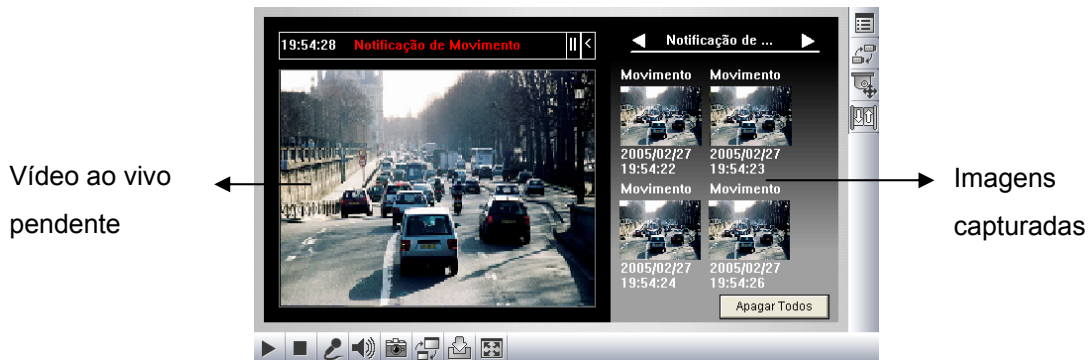 19:54:28 Notificação de Movimento
Notificação de ...
Movimento Movimento
2005/02/27 2005/02/27
19:54:22 19:54:23
Movimento Movimento
2005/02/27 2005/02/27
19:54:24 19:54:26
Apagar Todos
Vídeo ao vivo
pendente
Imagens
capturadas